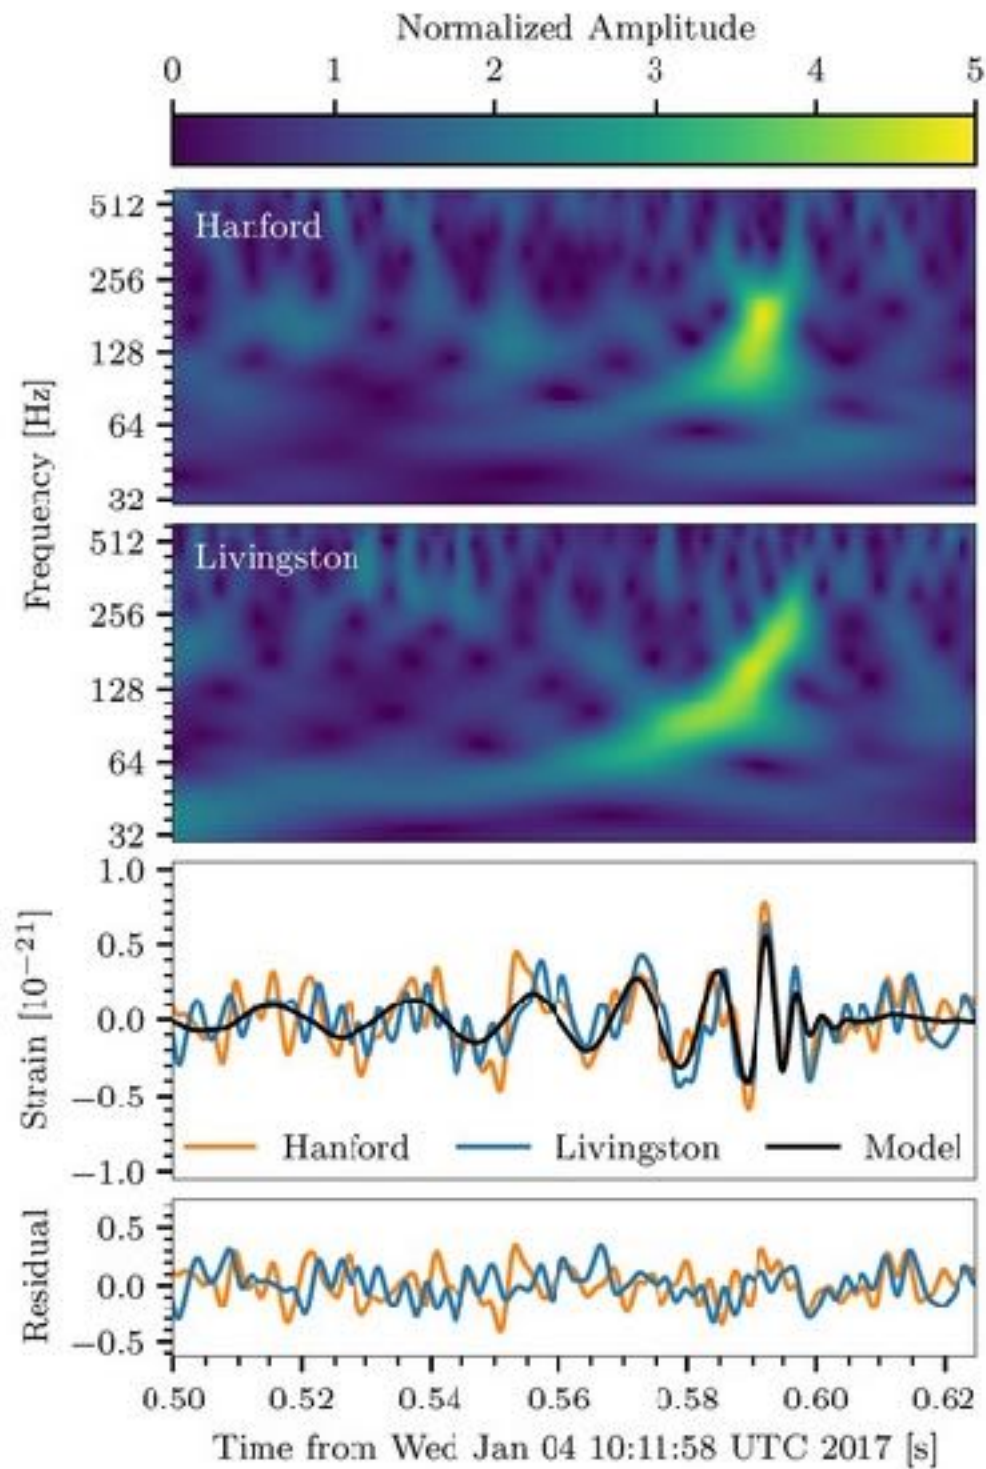 Normalized Amplitude
0 1 2 3 4 5
Hanford
512
256
128
64
32
Frequency [Hz]
Livingston
512
256
128
64
32
Strain [10⁻²¹]
1.0
0.5
0.0
−0.5
−1.0
Hanford Livingston Model
Residual
0.5
0.0
−0.5
0.50 0.52 0.54 0.56 0.58 0.60 0.62
Time from Wed Jan 04 10:11:58 UTC 2017 [s]